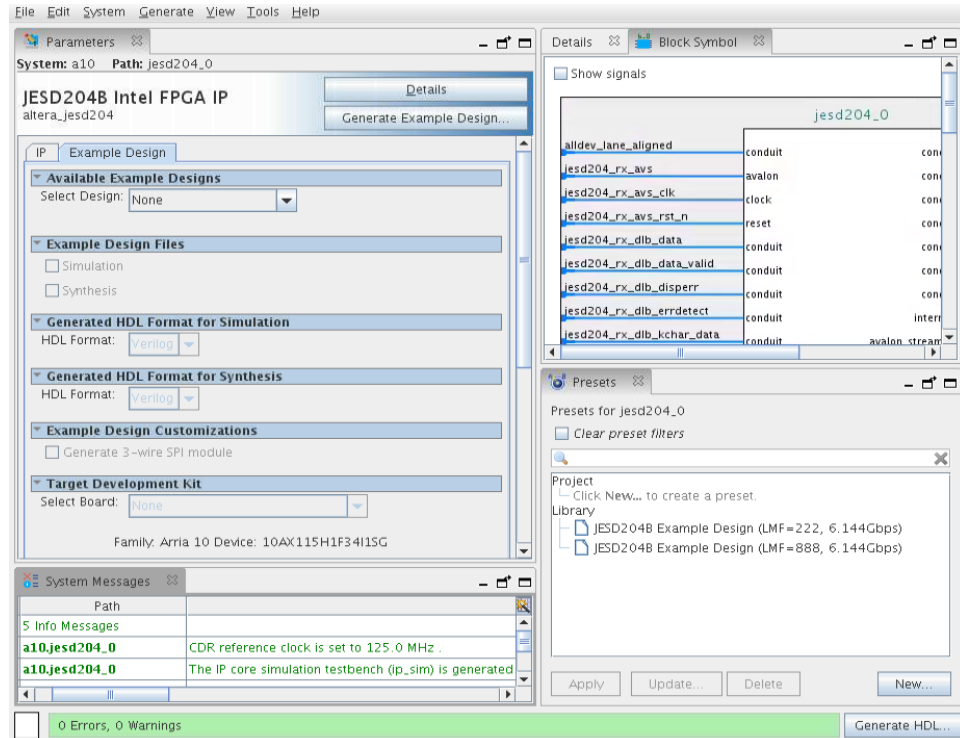 File Edit System Generate View Tools Help
Parameters
System: a10 Path: jesd204_0
JESD204B Intel FPGA IP
altera_jesd204
Details
Generate Example Design...
IP Example Design
Available Example Designs
Select Design: None
Example Design Files
Simulation
Synthesis
Generated HDL Format for Simulation
HDL Format: Verilog
Generated HDL Format for Synthesis
HDL Format: Verilog
Example Design Customizations
Generate 3-wire SPI module
Target Development Kit
Select Board: None
Family: Arria 10 Device: 10AX115H1F34I1SG
System Messages
Path
5 Info Messages
a10.jesd204_0 CDR reference clock is set to 125.0 MHz .
a10.jesd204_0 The IP core simulation testbench (ip_sim) is generated
0 Errors, 0 Warnings
Details Block Symbol
Show signals
jesd204_0
alldev_lane_aligned conduit con
jesd204_rx_avs avalon con
jesd204_rx_avs_clk clock con
jesd204_rx_avs_rst_n reset con
jesd204_rx_dlb_data conduit con
jesd204_rx_dlb_data_valid conduit con
jesd204_rx_dlb_disperr conduit con
jesd204_rx_dlb_errdetect conduit interr
jesd204_rx_dlb_kchar_data conduit avalon_stream
Presets
Presets for jesd204_0
Clear preset filters
Project
Click New... to create a preset.
Library
JESD204B Example Design (LMF=222, 6.144Gbps)
JESD204B Example Design (LMF=888, 6.144Gbps)
Apply Update... Delete New...
Generate HDL...